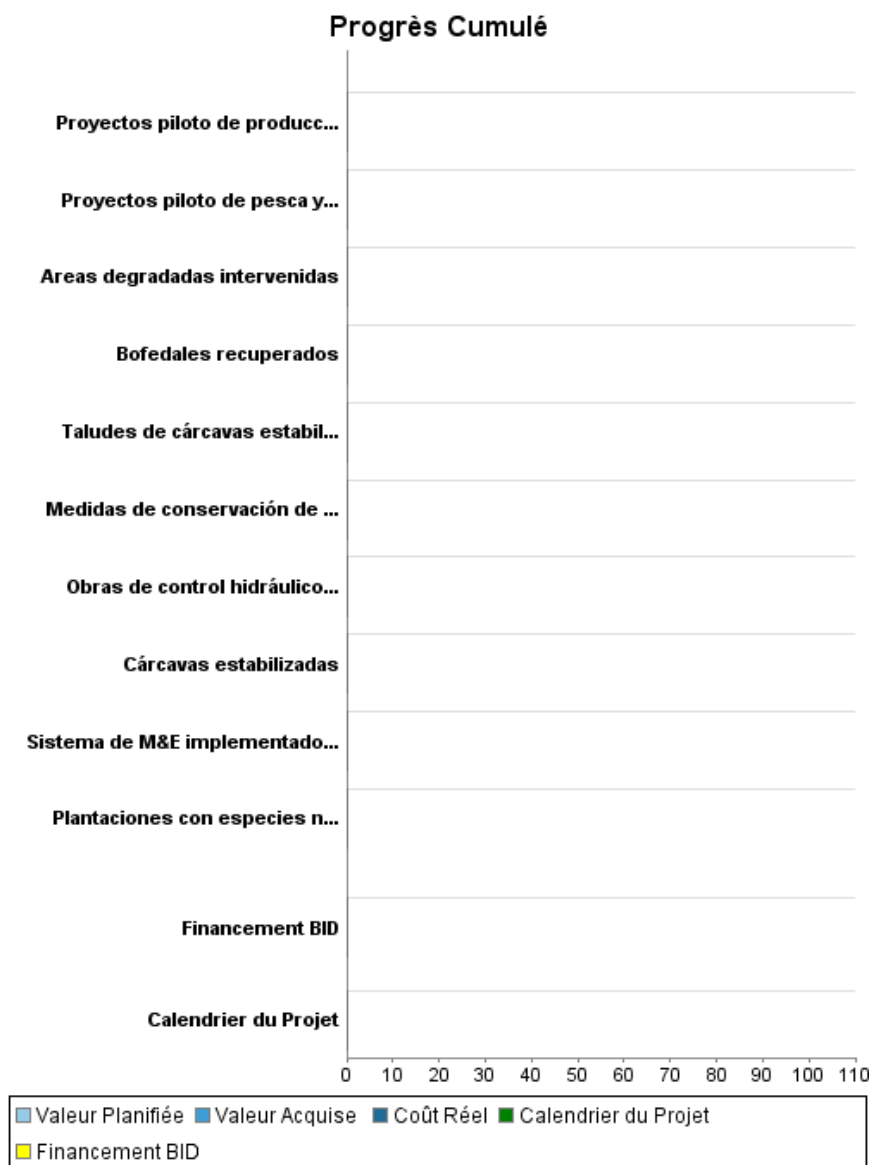 Progrès Cumulé
Proyectos piloto de producc...
Proyectos piloto de pesca y...
Areas degradadas intervenidas
Bofedales recuperados
Taludes de cárcavas estabil...
Medidas de conservación de ...
Obras de control hidráulico...
Cárcavas estabilizadas
Sistema de M&E implementado...
Plantaciones con especies n...
Financement BID
Calendrier du Projet
0 10 20 30 40 50 60 70 80 90 100 110
Valeur Planifiée Valeur Acquise Coût Réel Calendrier du Projet
Financement BID